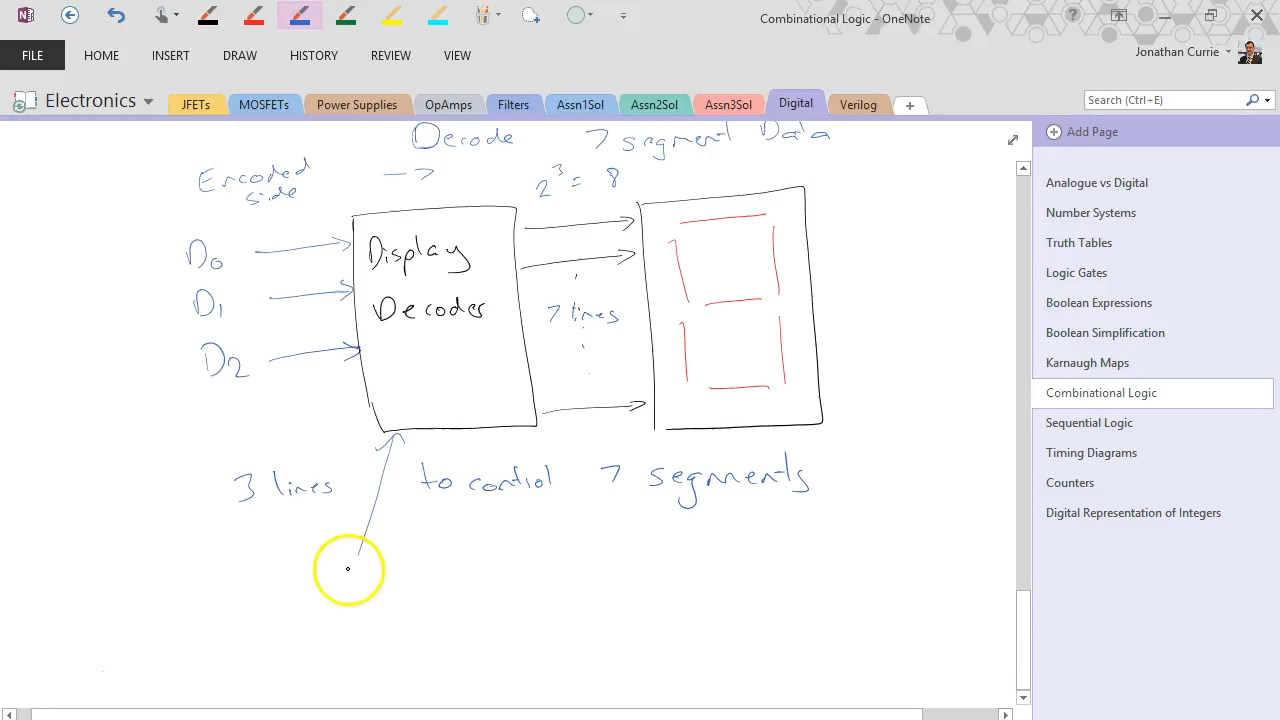 Combinational Logic - OneNote
FILE HOME INSERT DRAW HISTORY REVIEW VIEW
Jonathan Currie
Electronics JFETs MOSFETs Power Supplies OpAmps Filters Assn1Sol Assn2Sol Assn3Sol Digital Verilog
Search (Ctrl+E)
Add Page
Analogue vs Digital
Number Systems
Truth Tables
Logic Gates
Boolean Expressions
Boolean Simplification
Karnaugh Maps
Combinational Logic
Sequential Logic
Timing Diagrams
Counters
Digital Representation of Integers
Decode 7 segment Data
Encoded side
2³ = 8
D0
D1
D2
Display
Decoder
7 lines
3 lines to control 7 segments